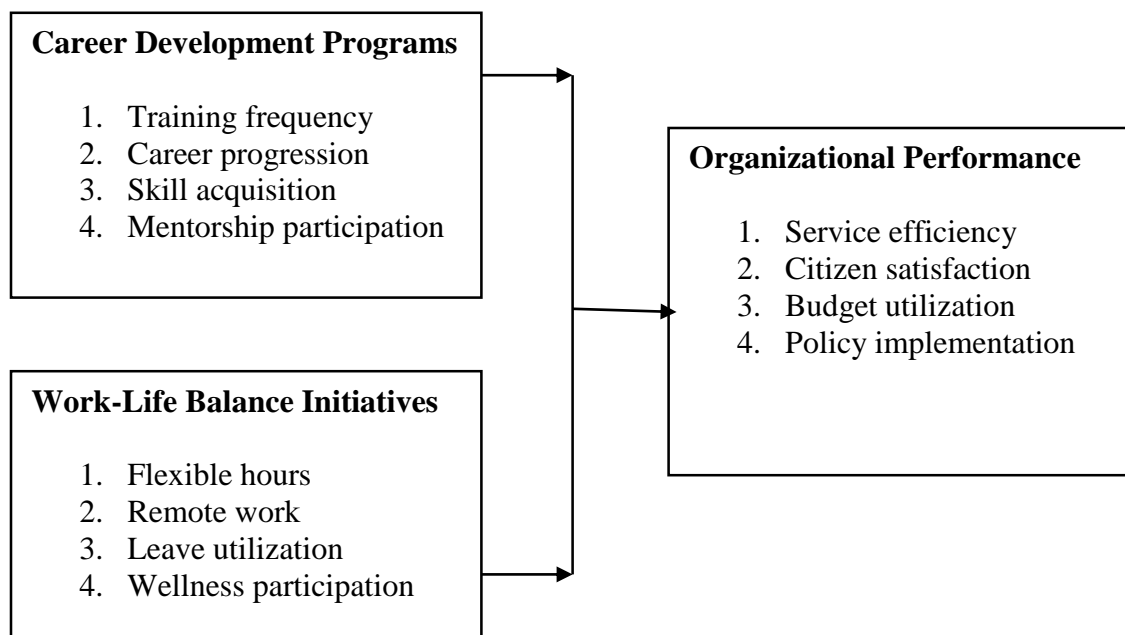 Career Development Programs
1. Training frequency
2. Career progression
3. Skill acquisition
4. Mentorship participation
Organizational Performance
1. Service efficiency
2. Citizen satisfaction
3. Budget utilization
4. Policy implementation
Work-Life Balance Initiatives
1. Flexible hours
2. Remote work
3. Leave utilization
4. Wellness participation